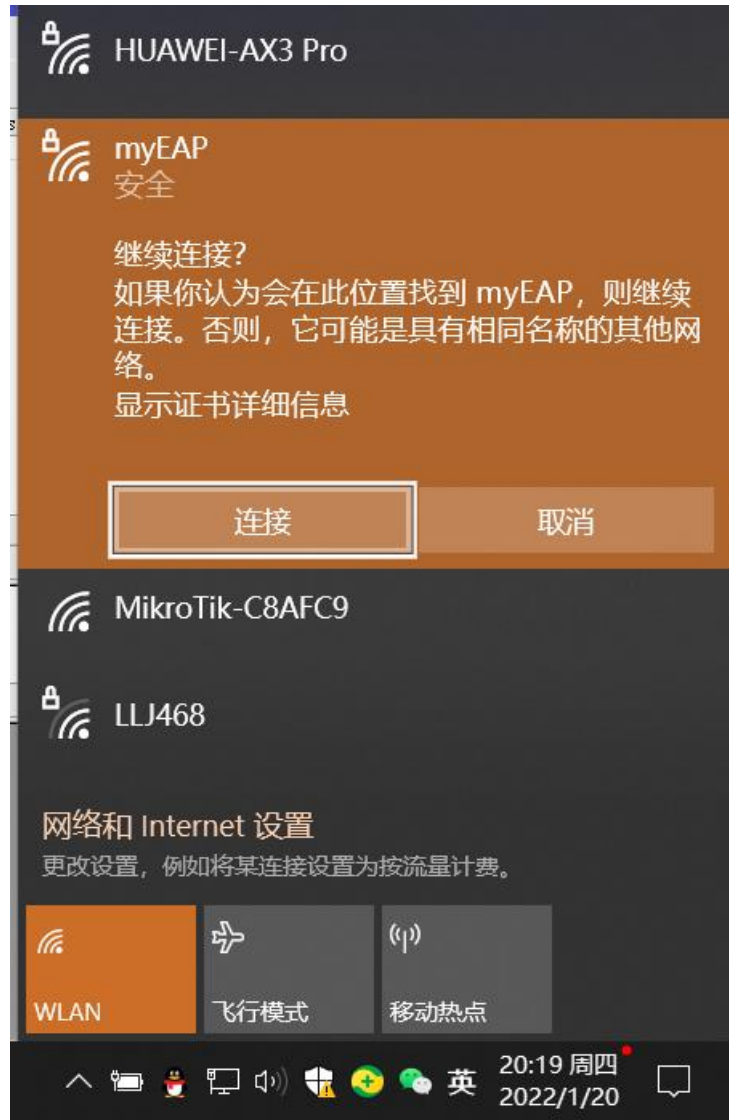 HUAWEI-AX3 Pro
myEAP
安全
继续连接?
如果你认为会在此位置找到 myEAP，则继续
连接。否则，它可能是具有相同名称的其他网
络。
显示证书详细信息
连接 取消
MikroTik-C8AFC9
LLJ468
网络和 Internet 设置
更改设置，例如将某连接设置为按流量计费。
WLAN 飞行模式 移动热点
英 20:19 周四
2022/1/20